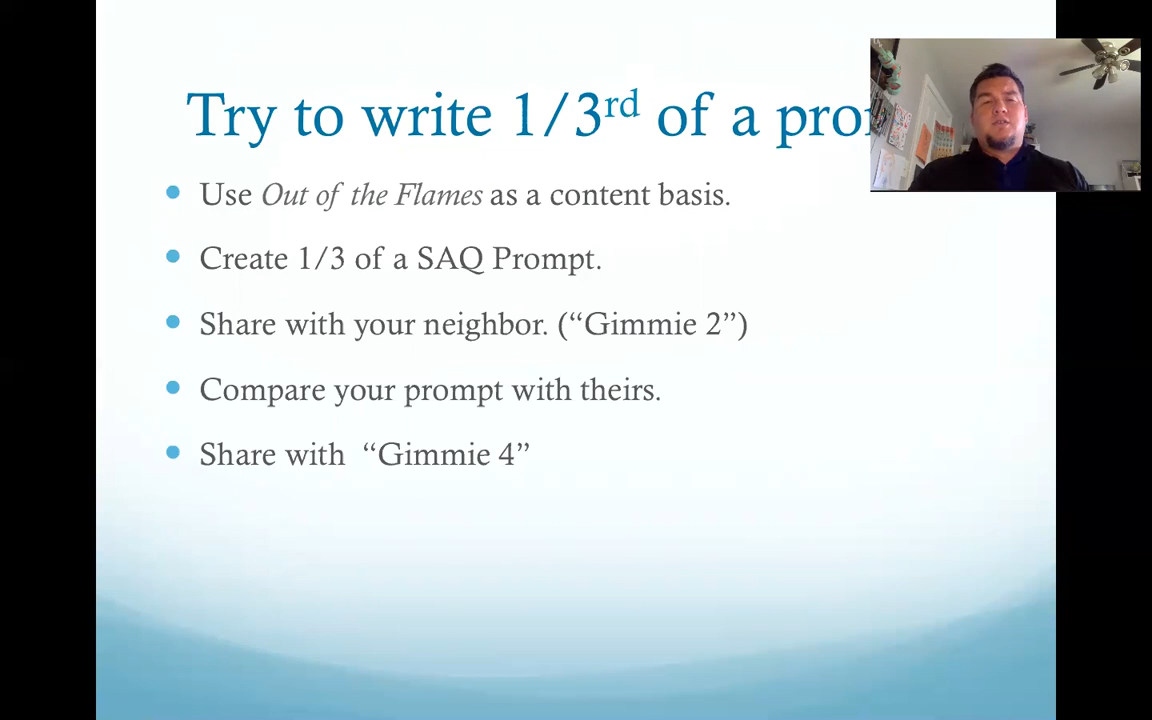 Try to write 1/3rd of a
Use Out of the Flames as a content basis.
Create 1/3 of a SAQ Prompt.
Share with your neighbor. (“Gimmie 2”)
Compare your prompt with theirs.
Share with “Gimmie 4”